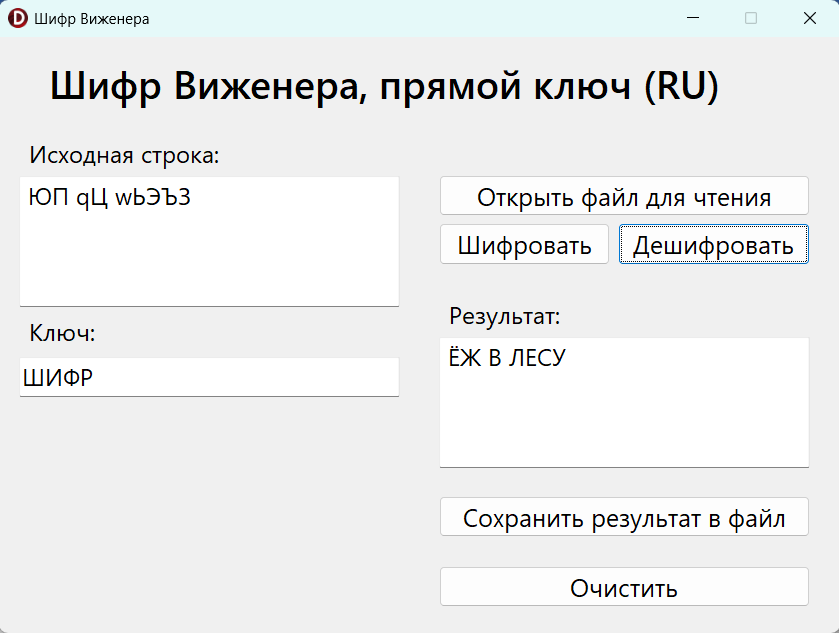 Шифр Виженера
Шифр Виженера, прямой ключ (RU)
Исходная строка:
ЮП qЦ wЬЭЪЗ
Ключ:
ШИФР
Открыть файл для чтения
Шифровать
Дешифровать
Результат:
ЁЖ В ЛЕСУ
Сохранить результат в файл
Очистить